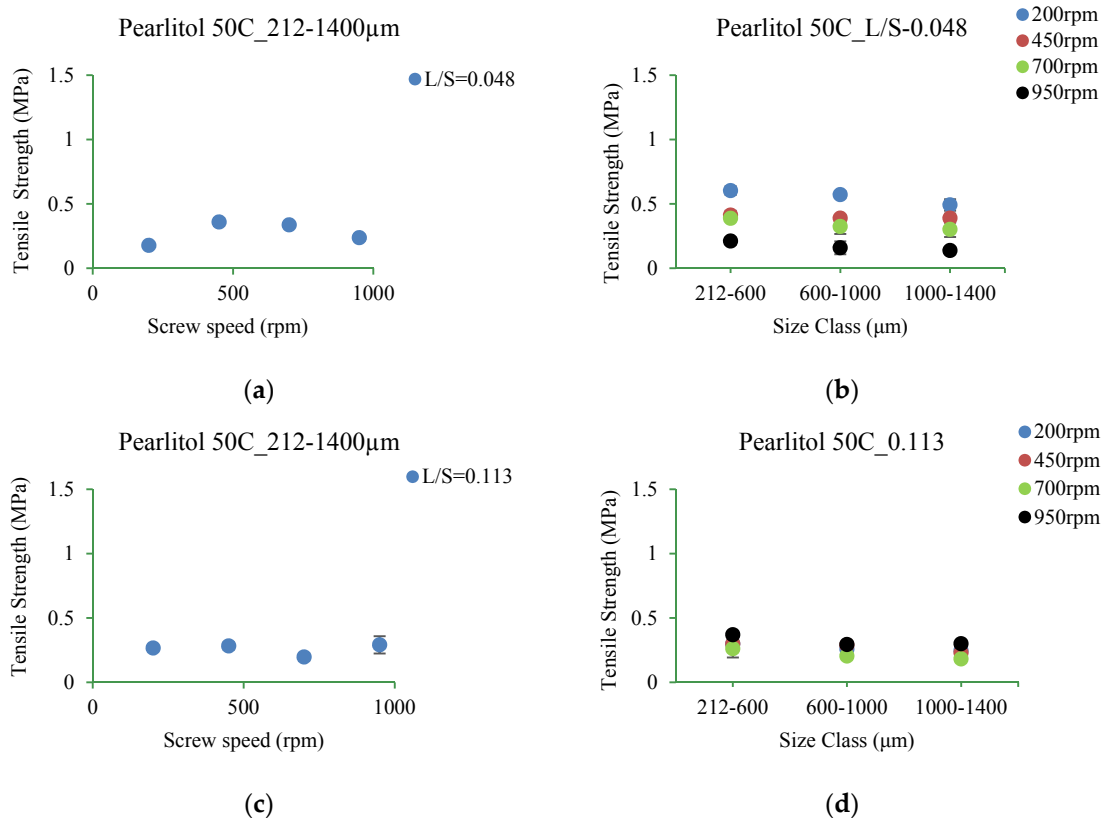 Pearlitol 50C_212-1400µm
L/S=0.048
Tensile Strength (MPa)
1.5
1
0.5
0
0
500
1000
Screw speed (rpm)
(a)
Pearlitol 50C_L/S-0.048
200rpm
450rpm
700rpm
950rpm
Tensile Strength (MPa)
1.5
1
0.5
0
212-600
600-1000
1000-1400
Size Class (µm)
(b)
Pearlitol 50C_212-1400µm
L/S=0.113
Tensile Strength (MPa)
1.5
1
0.5
0
0
500
1000
Screw speed (rpm)
(c)
Pearlitol 50C_0.113
200rpm
450rpm
700rpm
950rpm
Tensile Strength (MPa)
1.5
1
0.5
0
212-600
600-1000
1000-1400
Size Class (µm)
(d)